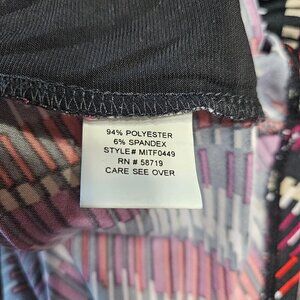 94% POLYESTER
6% SPANDEX
STYLE# MITF0449
RN # 58719
CARE SEE OVER